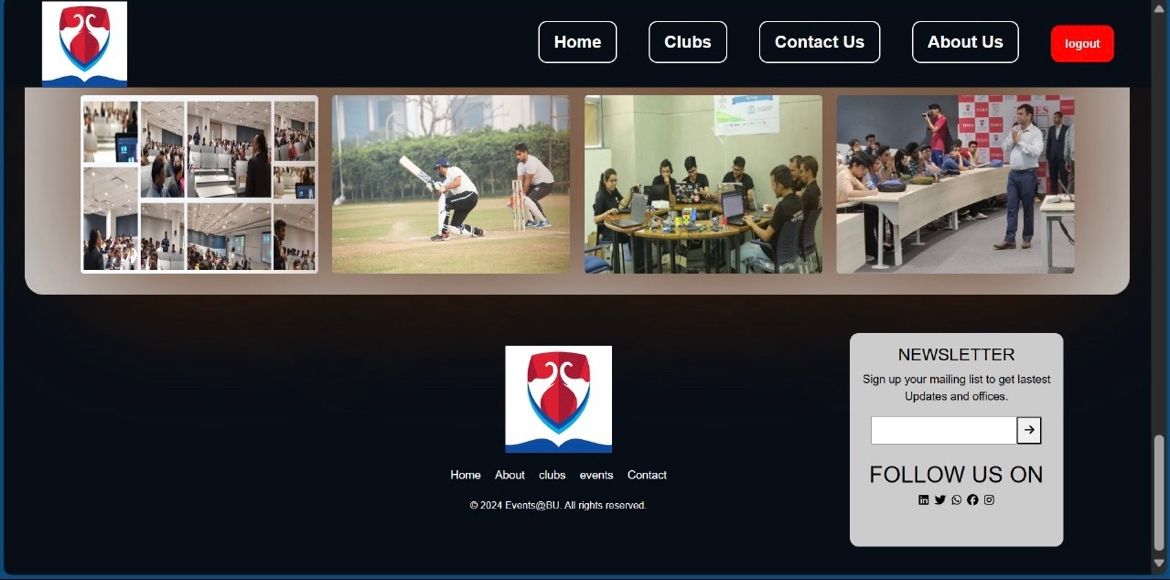 Home
Clubs
Contact Us
About Us
logout
TIMES
NEWSLETTER
Sign up your mailing list to get lastest
Updates and offices.
FOLLOW US ON
Home About clubs events Contact
© 2024 Events@BU. All rights reserved.